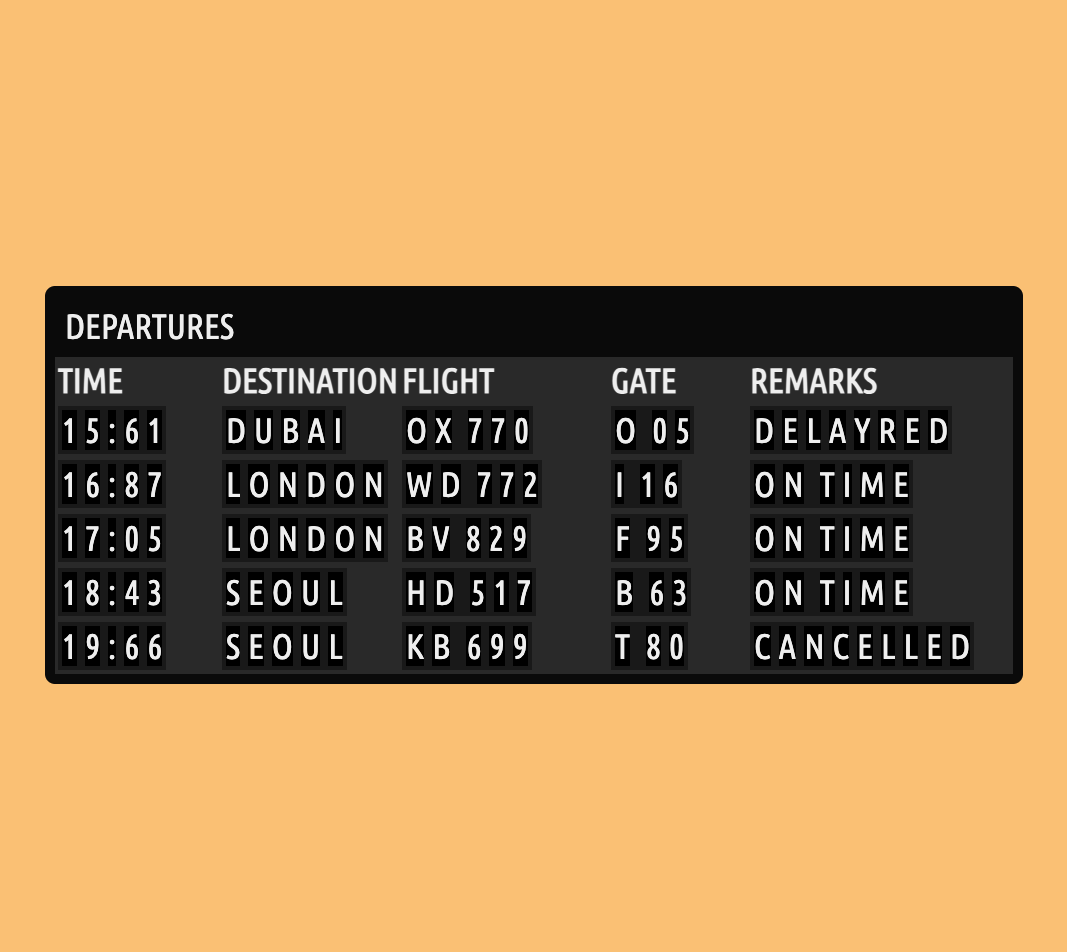 DEPARTURES
TIME DESTINATION FLIGHT GATE REMARKS
15:61 DUBAI OX 770 O 05 DELAYRED
16:87 LONDON WD 772 I 16 ON TIME
17:05 LONDON BV 829 F 95 ON TIME
18:43 SEOUL HD 517 B 63 ON TIME
19:66 SEOUL KB 699 T 80 CANCELLED